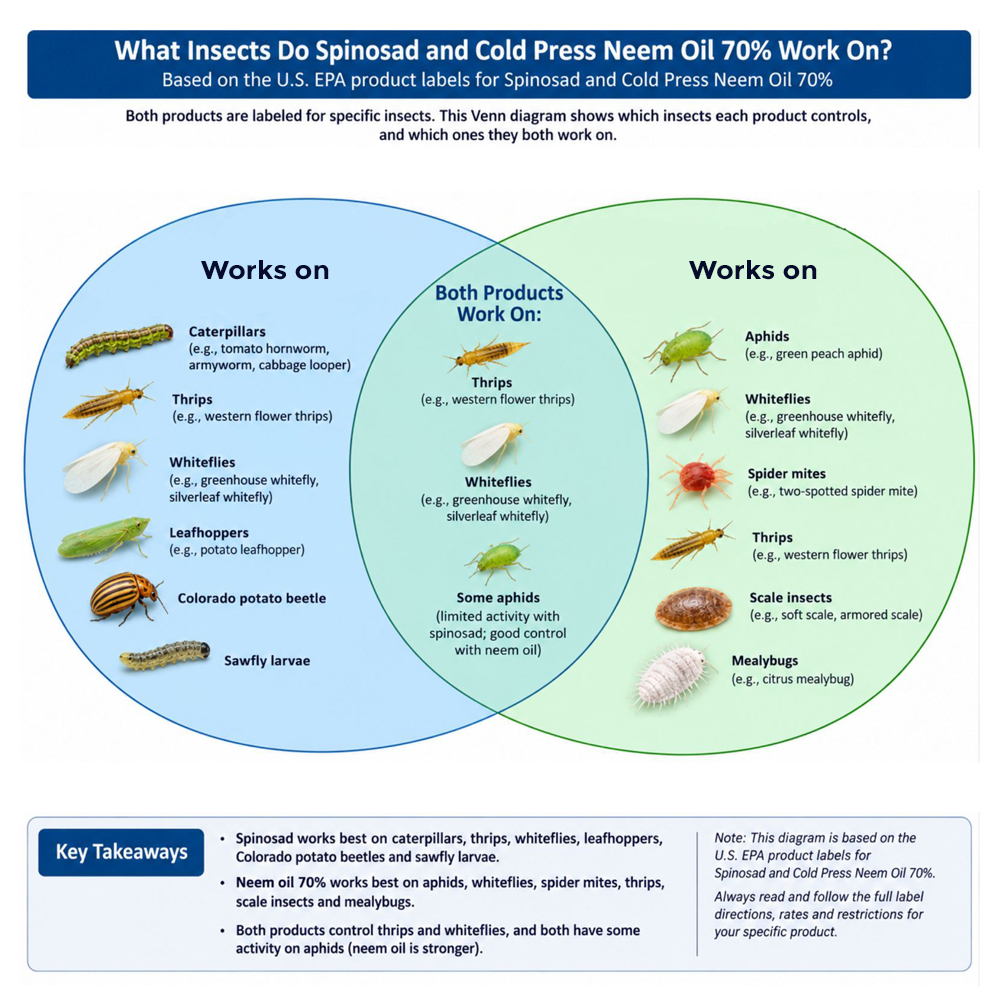 What Insects Do Spinosad and Cold Press Neem Oil 70% Work On?
Based on the U.S. EPA product labels for Spinosad and Cold Press Neem Oil 70%
Both products are labeled for specific insects. This Venn diagram shows which insects each product controls,
and which ones they both work on.
Works on
Caterpillars
(e.g., tomato hornworm,
armyworm, cabbage looper)
Thrips
(e.g., western flower thrips)
Whiteflies
(e.g., greenhouse whitefly,
silverleaf whitefly)
Leafhoppers
(e.g., potato leafhopper)
Colorado potato beetle
Sawfly larvae
Both Products
Work On:
Thrips
(e.g., western flower thrips)
Whiteflies
(e.g., greenhouse whitefly,
silverleaf whitefly)
Some aphids
(limited activity with
spinosad; good control
with neem oil)
Works on
Aphids
(e.g., green peach aphid)
Whiteflies
(e.g., greenhouse whitefly,
silverleaf whitefly)
Spider mites
(e.g., two-spotted spider mite)
Thrips
(e.g., western flower thrips)
Scale insects
(e.g., soft scale, armored scale)
Mealybugs
(e.g., citrus mealybug)
Key Takeaways
• Spinosad works best on caterpillars, thrips, whiteflies, leafhoppers,
Colorado potato beetles and sawfly larvae.
• Neem oil 70% works best on aphids, whiteflies, spider mites, thrips,
scale insects and mealybugs.
• Both products control thrips and whiteflies, and both have some
activity on aphids (neem oil is stronger).
Note: This diagram is based on the
U.S. EPA product labels for
Spinosad and Cold Press Neem Oil 70%.
Always read and follow the full label
directions, rates and restrictions for
your specific product.